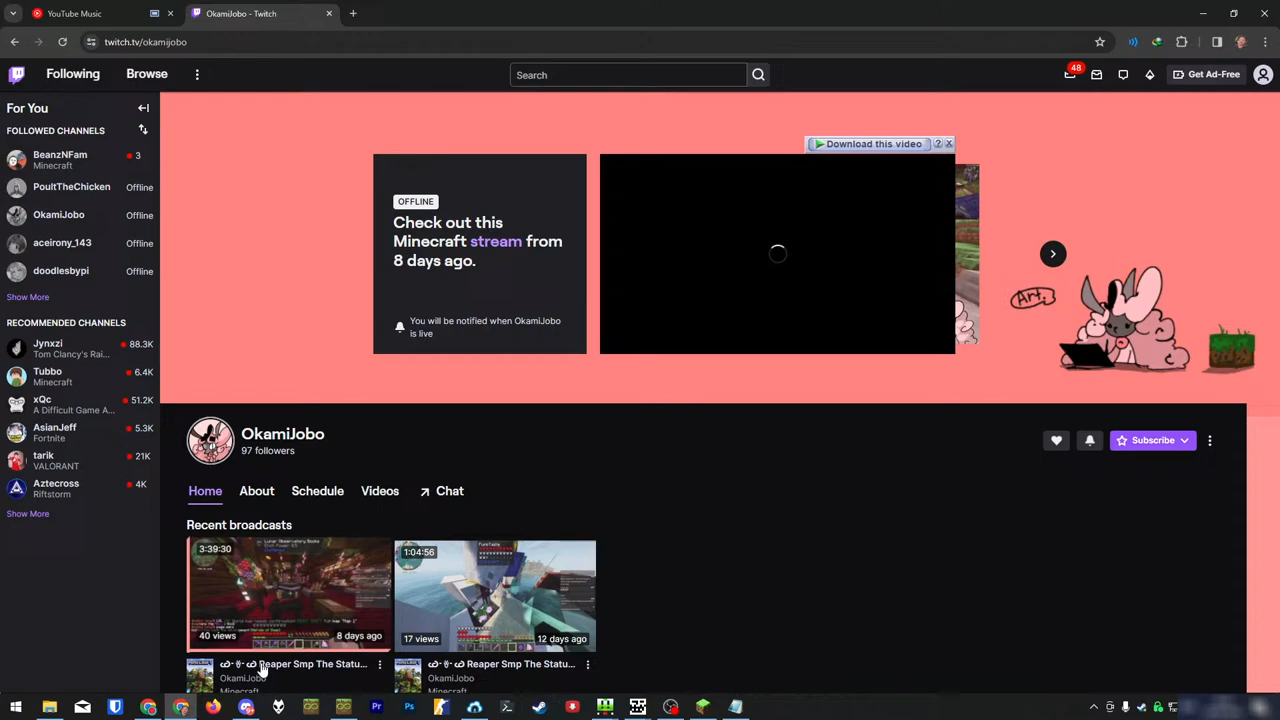 YouTube Music
OkamiJobo - Twitch
twitch.tv/okamijobo
Following
Browse
Search
48
Get Ad-Free
For You
FOLLOWED CHANNELS
BeanzNFam
3
Minecraft
PoultTheChicken
Offline
OkamiJobo
Offline
aceirony_143
Offline
doodlesbypi
Offline
Show More
RECOMMENDED CHANNELS
Jynxzi
88.3K
Tom Clancy's Rai...
Tubbo
6.4K
Minecraft
xQc
51.2K
A Difficult Game A...
AsianJeff
5.3K
Fortnite
tarik
21K
VALORANT
Aztecross
4K
Riftstorm
Show More
OFFLINE
Check out this
Minecraft stream from
8 days ago.
You will be notified when OkamiJobo
is live
Download this video
?
Art.
OkamiJobo
97 followers
Subscribe
Home
About
Schedule
Videos
Chat
Recent broadcasts
3:39:30
40 views
8 days ago
Reaper Smp The Statu...
OkamiJobo
Minecraft
1:04:56
17 views
12 days ago
Reaper Smp The Statu...
OkamiJobo
Minecraft
Pr
Ps